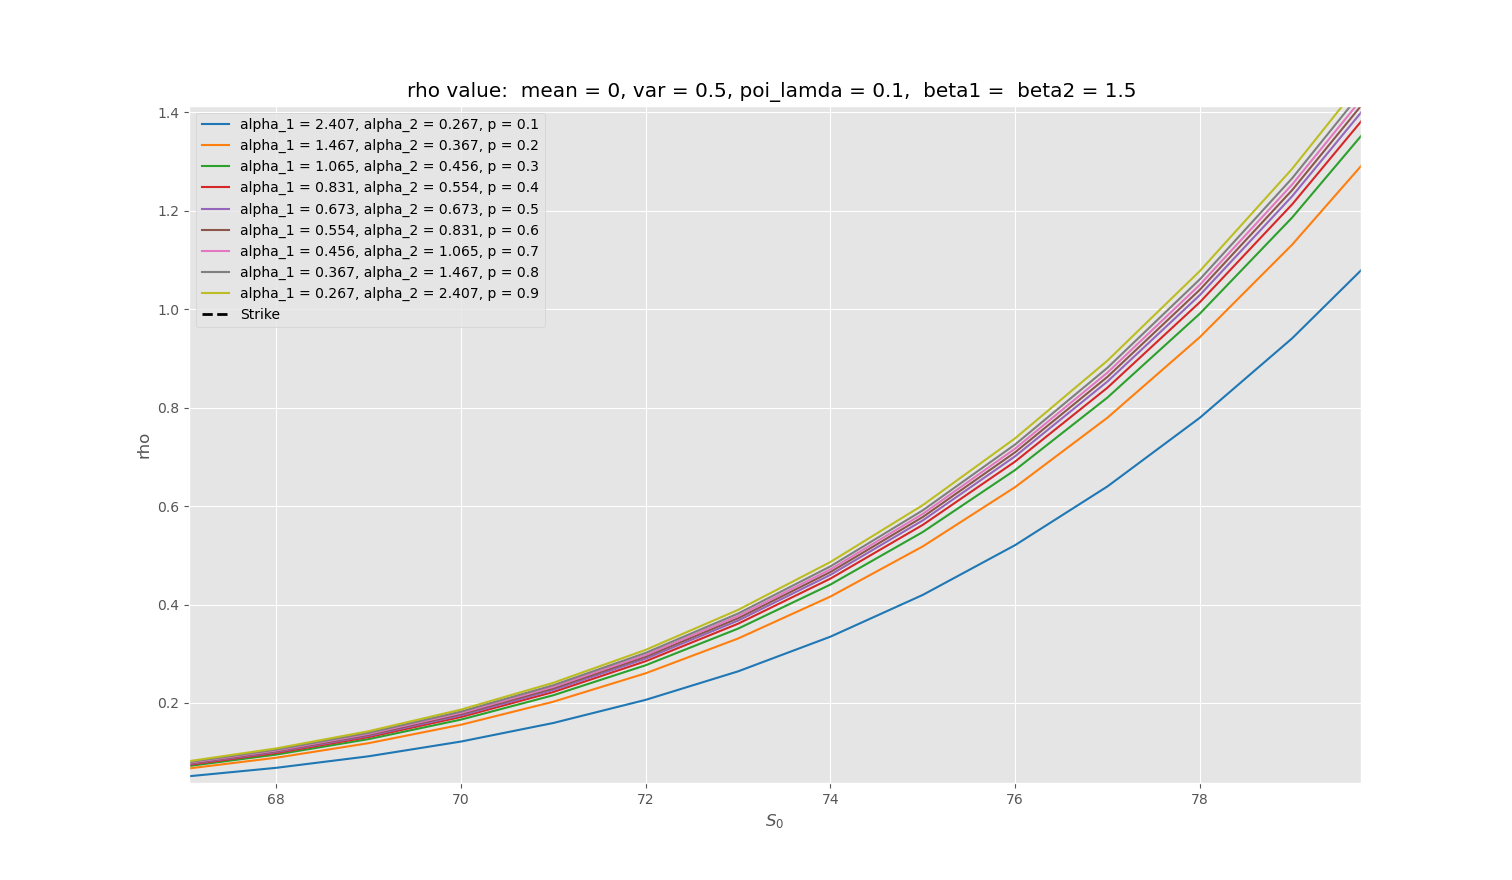 rho value:  mean = 0, var = 0.5, poi_lamda = 0.1,  beta1 =  beta2 = 1.5
alpha_1 = 2.407, alpha_2 = 0.267, p = 0.1
alpha_1 = 1.467, alpha_2 = 0.367, p = 0.2
alpha_1 = 1.065, alpha_2 = 0.456, p = 0.3
alpha_1 = 0.831, alpha_2 = 0.554, p = 0.4
alpha_1 = 0.673, alpha_2 = 0.673, p = 0.5
alpha_1 = 0.554, alpha_2 = 0.831, p = 0.6
alpha_1 = 0.456, alpha_2 = 1.065, p = 0.7
alpha_1 = 0.367, alpha_2 = 1.467, p = 0.8
alpha_1 = 0.267, alpha_2 = 2.407, p = 0.9
Strike
1.4
1.2
1.0
0.8
0.6
0.4
0.2
rho
68 70 72 74 76 78
S₀